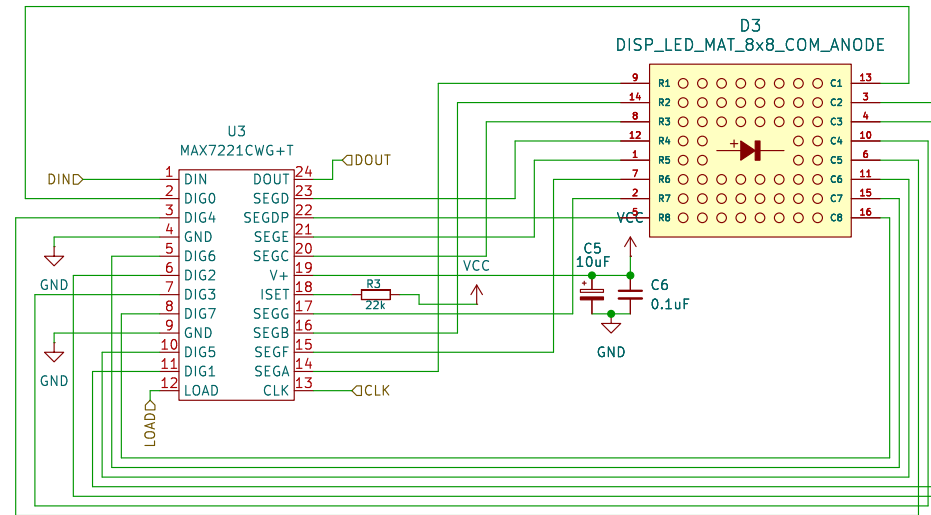 D3
DISP_LED_MAT_8x8_COM_ANODE
9 R1 C1 13
14 R2 C2 3
8 R3 C3 4
12 R4 + C4 10
1 R5 C5 6
7 R6 C6 11
2 R7 C7 15
5 R8 C8 16
U3
MAX7221CWG+T
DIN 1 DIN DOUT 24 DOUT
2 DIG0 SEGD 23
3 DIG4 SEGDP 22
4 GND SEGE 21
5 DIG6 SEGC 20
6 DIG2 V+ 19
7 DIG3 ISET 18
8 DIG7 SEGG 17
9 GND SEGB 16
10 DIG5 SEGF 15
11 DIG1 SEGA 14
12 LOAD CLK 13 CLK
GND
GND
LOAD
R3
22k
VCC
VCC
C5
10uF
+
C6
0.1uF
GND